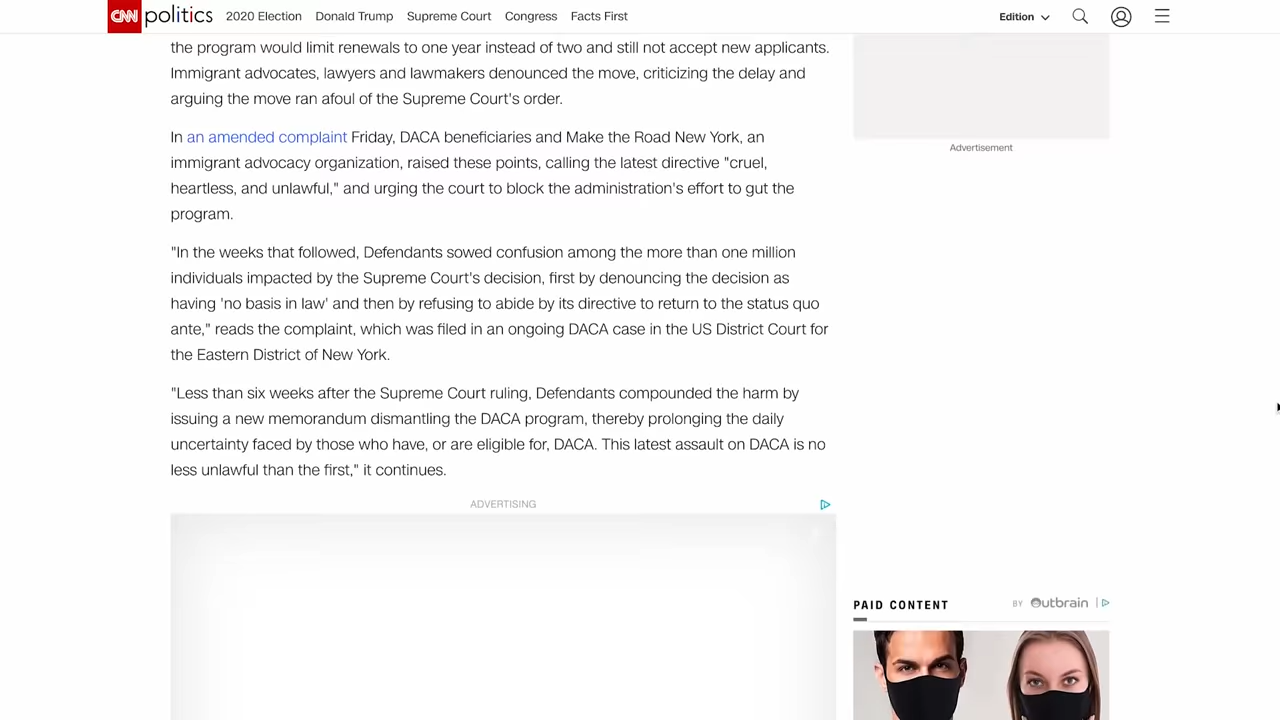 CNN politics 2020 Election Donald Trump Supreme Court Congress Facts First Edition
the program would limit renewals to one year instead of two and still not accept new applicants.
Immigrant advocates, lawyers and lawmakers denounced the move, criticizing the delay and
arguing the move ran afoul of the Supreme Court's order.
Advertisement
In an amended complaint Friday, DACA beneficiaries and Make the Road New York, an
immigrant advocacy organization, raised these points, calling the latest directive "cruel,
heartless, and unlawful," and urging the court to block the administration's effort to gut the
program.
"In the weeks that followed, Defendants sowed confusion among the more than one million
individuals impacted by the Supreme Court's decision, first by denouncing the decision as
having 'no basis in law' and then by refusing to abide by its directive to return to the status quo
ante," reads the complaint, which was filed in an ongoing DACA case in the US District Court for
the Eastern District of New York.
"Less than six weeks after the Supreme Court ruling, Defendants compounded the harm by
issuing a new memorandum dismantling the DACA program, thereby prolonging the daily
uncertainty faced by those who have, or are eligible for, DACA. This latest assault on DACA is no
less unlawful than the first," it continues.
ADVERTISING
PAID CONTENT BY Outbrain